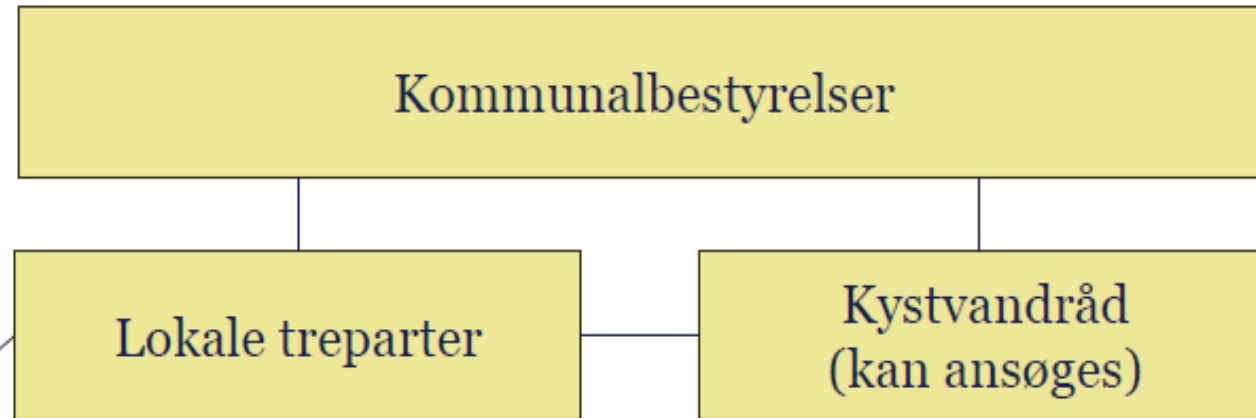 Kommunalbestyrelser
Lokale treparter
Kystvandråd
(kan ansøges)